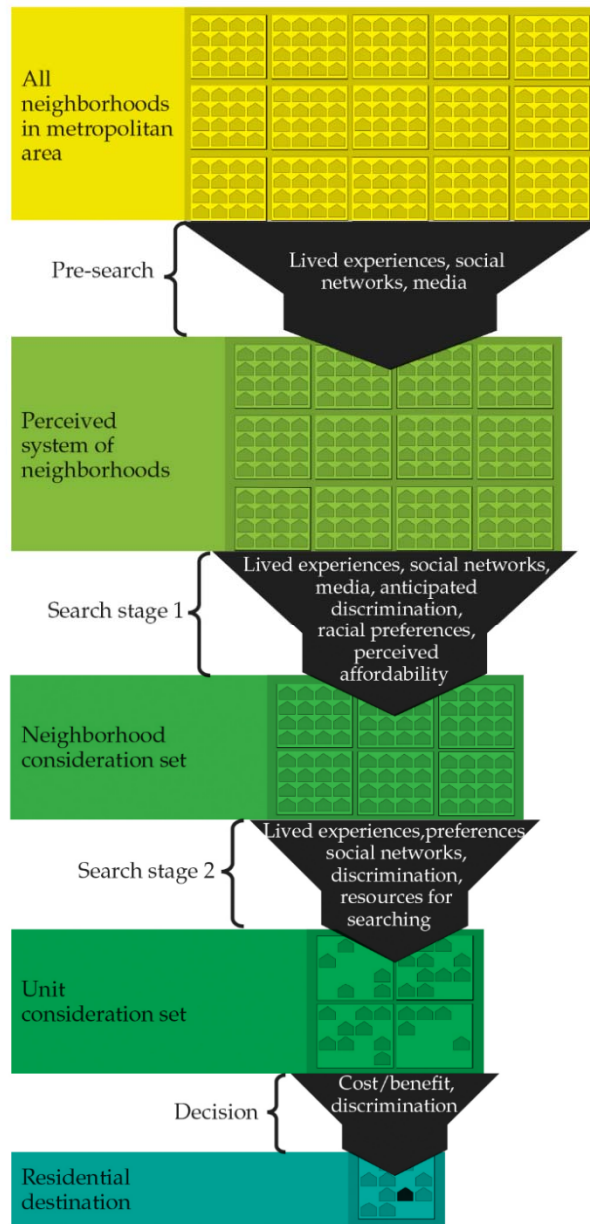 All
neighborhoods
in metropolitan
area
Pre-search
Lived experiences, social
networks, media
Perceived
system of
neighborhoods
Search stage 1
Lived experiences, social networks,
media, anticipated
discrimination,
racial preferences,
perceived
affordability
Neighborhood
consideration set
Search stage 2
Lived experiences,preferences
social networks,
discrimination,
resources for
searching
Unit
consideration set
Decision
Cost/benefit,
discrimination
Residential
destination